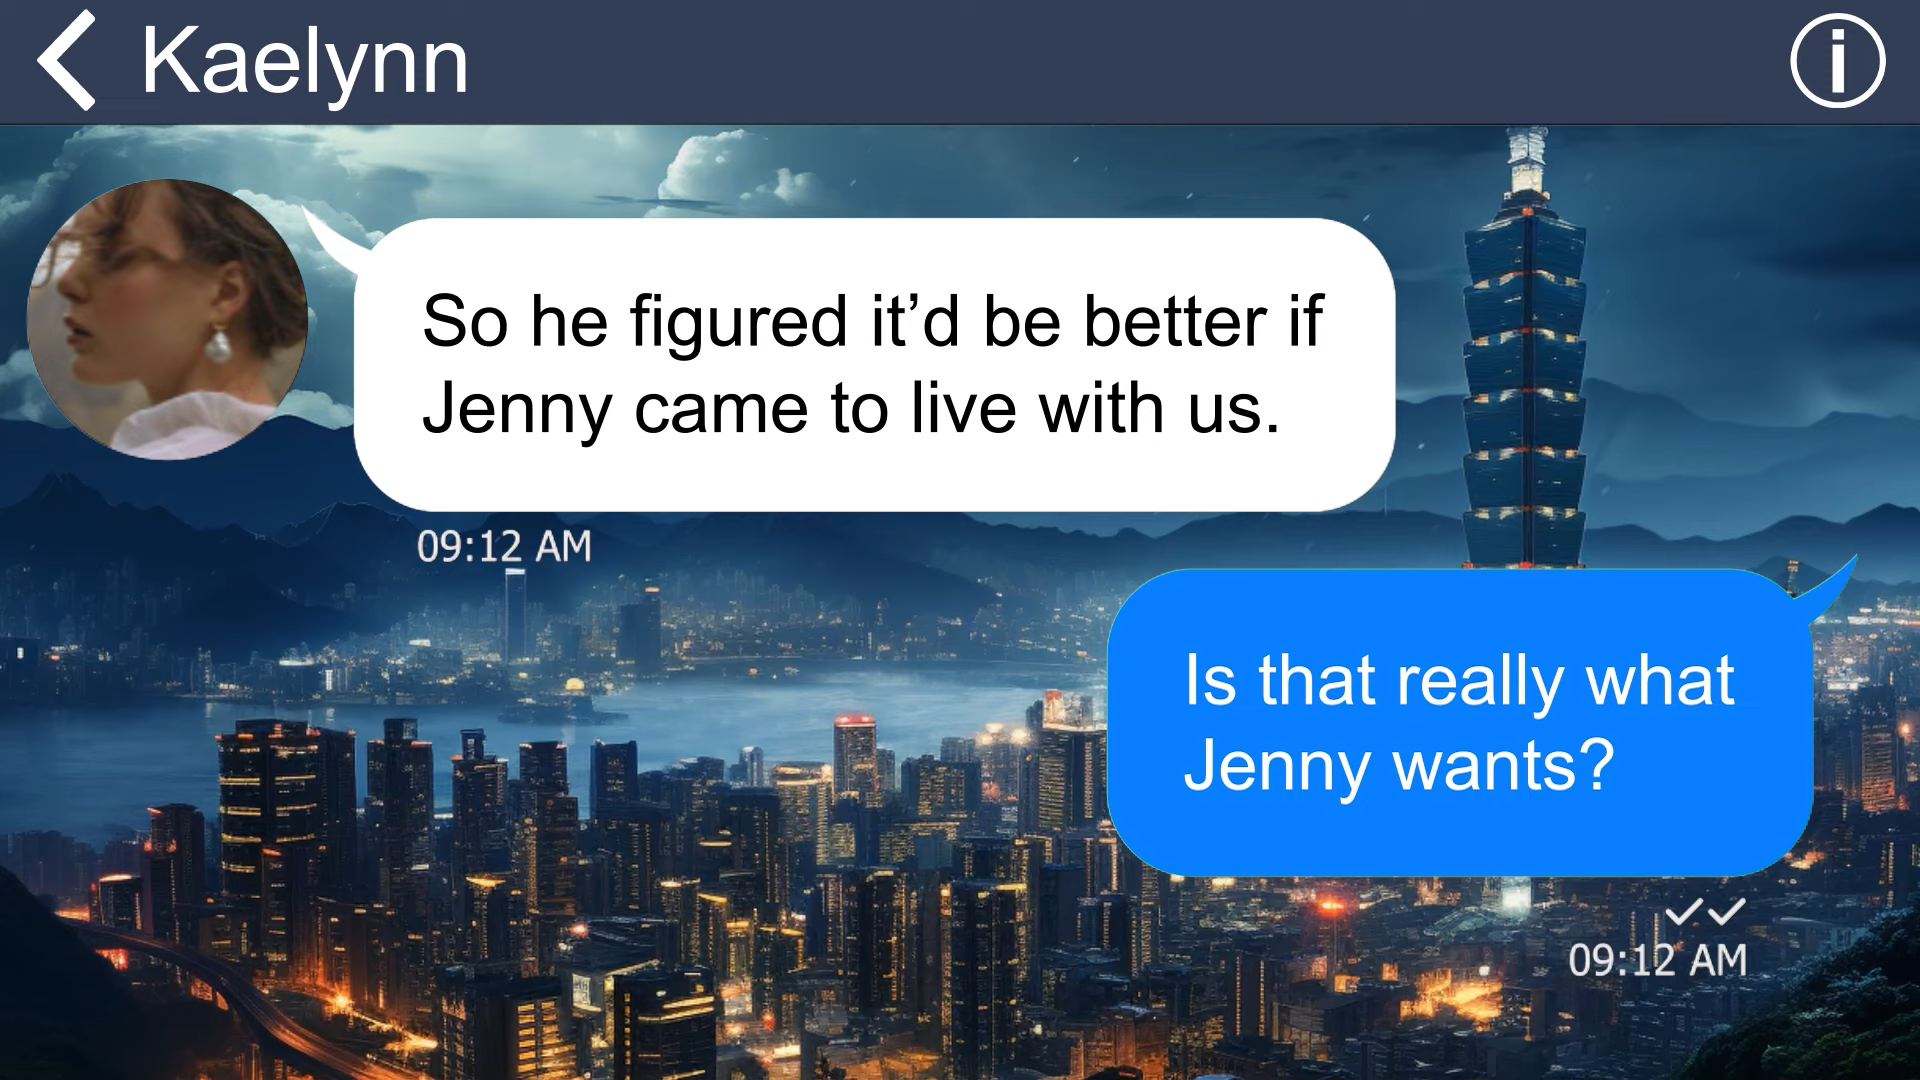 Kaelynn
So he figured it’d be better if
Jenny came to live with us.
09:12 AM
Is that really what
Jenny wants?
09:12 AM